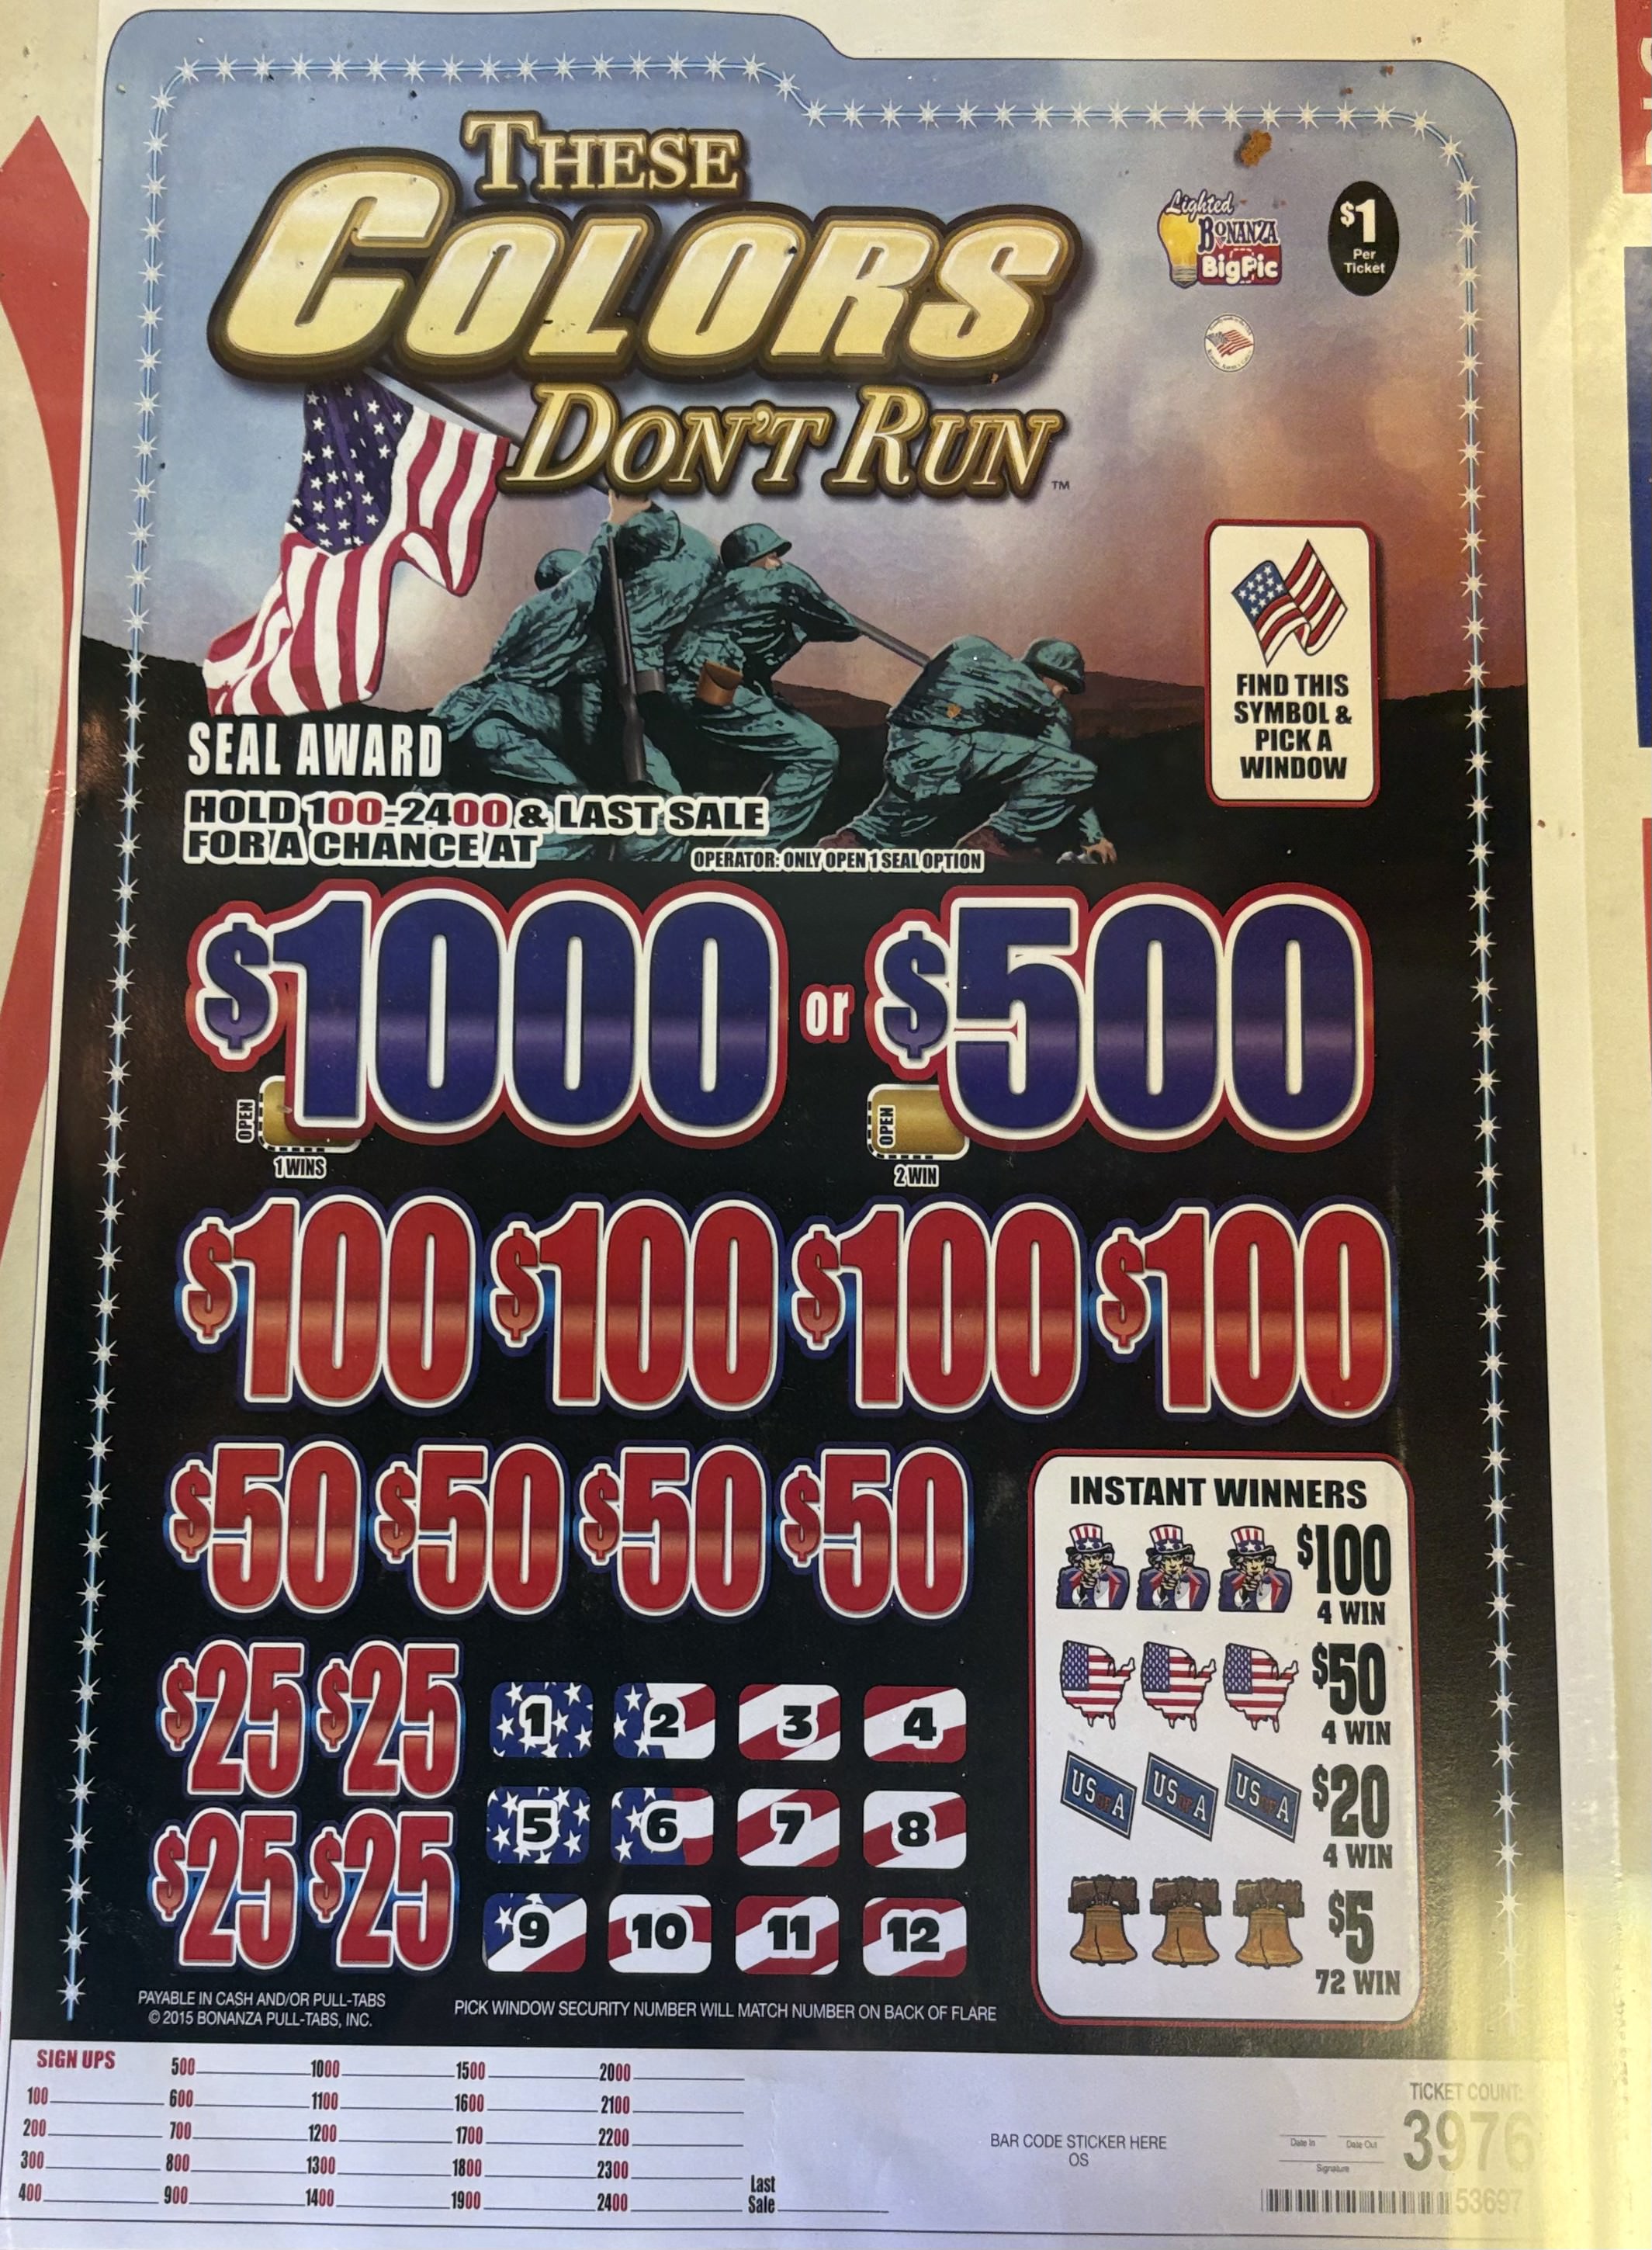 THESE
COLORS
DON'T RUN™
Lighted
BONANZA
BigPic
$1
Per
Ticket
FIND THIS
SYMBOL &
PICK A
WINDOW
SEAL AWARD
HOLD 100-2400 & LAST SALE
FOR A CHANCE AT
OPERATOR: ONLY OPEN 1 SEAL OPTION
$1000 or $500
OPEN
1 WINS
OPEN
2 WIN
$100 $100 $100 $100
$50 $50 $50 $50
$25 $25
$25 $25
1 2 3 4
5 6 7 8
9 10 11 12
INSTANT WINNERS
$100
4 WIN
$50
4 WIN
US of A US of A US of A $20
4 WIN
$5
72 WIN
PAYABLE IN CASH AND/OR PULL-TABS
© 2015 BONANZA PULL-TABS, INC.
PICK WINDOW SECURITY NUMBER WILL MATCH NUMBER ON BACK OF FLARE
SIGN UPS 500 1000 1500 2000
100 600 1100 1600 2100
200 700 1200 1700 2200
300 800 1300 1800 2300
400 900 1400 1900 2400
Last
Sale
BAR CODE STICKER HERE
OS
Date In Date Out
Signature
TICKET COUNT:
3976
53697